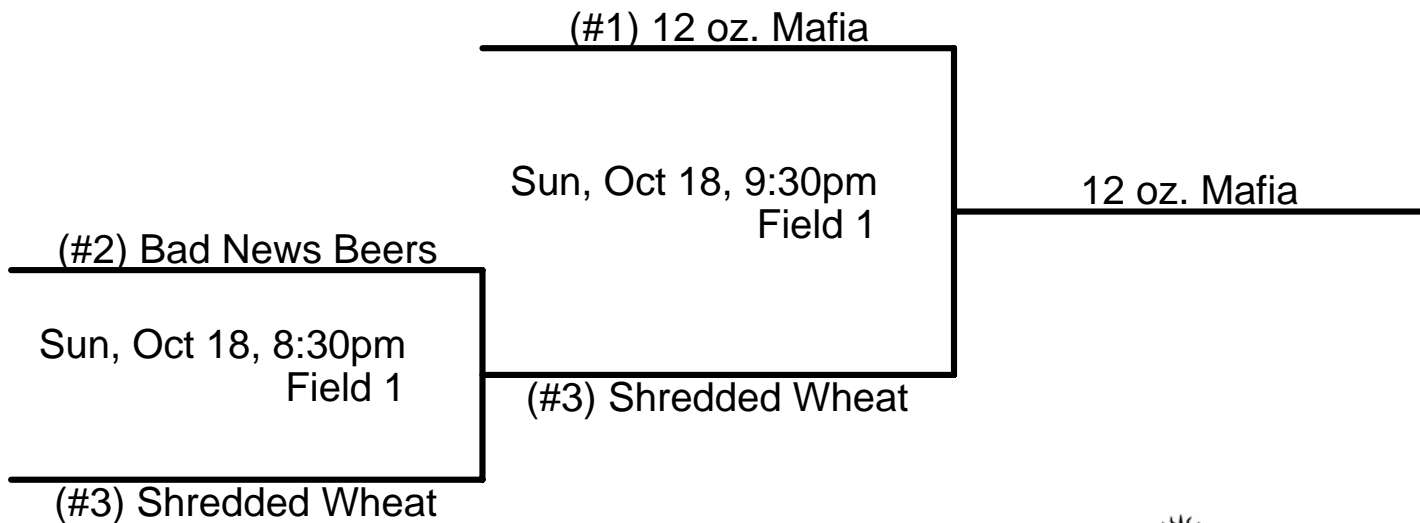 (#1) 12 oz. Mafia
Sun, Oct 18, 9:30pm
Field 1
12 oz. Mafia
(#2) Bad News Beers
Sun, Oct 18, 8:30pm
Field 1
(#3) Shredded Wheat
(#3) Shredded Wheat